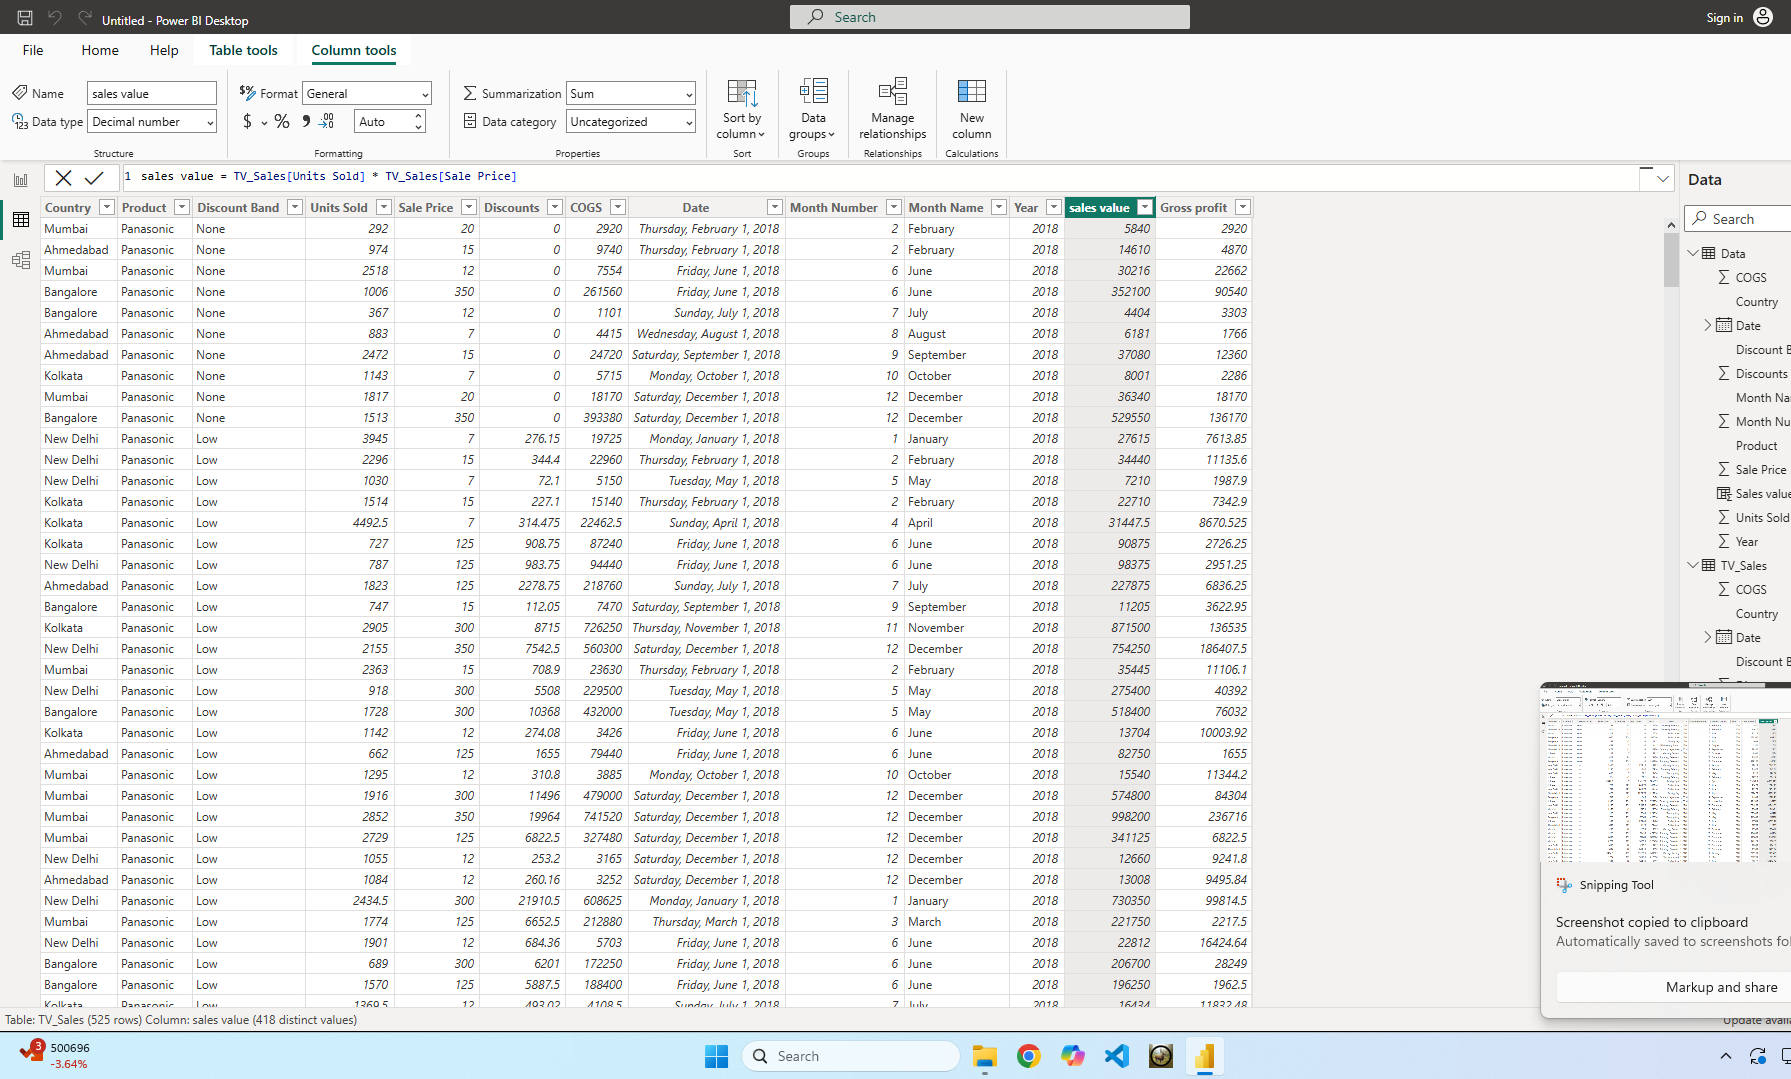 Untitled - Power BI Desktop
Search
Sign in
File Home Help Table tools Column tools
Name sales value
Data type Decimal number
Structure
Format General
$ % 9 .00 Auto
Formatting
Summarization Sum
Data category Uncategorized
Properties
Sort by column
Sort
Data groups
Groups
Manage relationships
Relationships
New column
Calculations
1 sales value = TV_Sales[Units Sold] * TV_Sales[Sale Price]
Country Product Discount Band Units Sold Sale Price Discounts COGS Date Month Number Month Name Year sales value Gross profit
Mumbai Panasonic None 292 20 0 2920 Thursday, February 1, 2018 2 February 2018 5840 2920
Ahmedabad Panasonic None 974 15 0 9740 Thursday, February 1, 2018 2 February 2018 14610 4870
Mumbai Panasonic None 2518 12 0 7554 Friday, June 1, 2018 6 June 2018 30216 22662
Bangalore Panasonic None 1006 350 0 261560 Friday, June 1, 2018 6 June 2018 352100 90540
Bangalore Panasonic None 367 12 0 1101 Sunday, July 1, 2018 7 July 2018 4404 3303
Ahmedabad Panasonic None 883 7 0 4415 Wednesday, August 1, 2018 8 August 2018 6181 1766
Ahmedabad Panasonic None 2472 15 0 24720 Saturday, September 1, 2018 9 September 2018 37080 12360
Kolkata Panasonic None 1143 7 0 5715 Monday, October 1, 2018 10 October 2018 8001 2286
Mumbai Panasonic None 1817 20 0 18170 Saturday, December 1, 2018 12 December 2018 36340 18170
Bangalore Panasonic None 1513 350 0 393380 Saturday, December 1, 2018 12 December 2018 529550 136170
New Delhi Panasonic Low 3945 7 276.15 19725 Monday, January 1, 2018 1 January 2018 27615 7613.85
New Delhi Panasonic Low 2296 15 344.4 22960 Thursday, February 1, 2018 2 February 2018 34440 11135.6
New Delhi Panasonic Low 1030 7 72.1 5150 Tuesday, May 1, 2018 5 May 2018 7210 1987.9
Kolkata Panasonic Low 1514 15 227.1 15140 Thursday, February 1, 2018 2 February 2018 22710 7342.9
Kolkata Panasonic Low 4492.5 7 314.475 22462.5 Sunday, April 1, 2018 4 April 2018 31447.5 8670.525
Kolkata Panasonic Low 727 125 908.75 87240 Friday, June 1, 2018 6 June 2018 90875 2726.25
New Delhi Panasonic Low 787 125 983.75 94440 Friday, June 1, 2018 6 June 2018 98375 2951.25
Ahmedabad Panasonic Low 1823 125 2278.75 218760 Sunday, July 1, 2018 7 July 2018 227875 6836.25
Bangalore Panasonic Low 747 15 112.05 7470 Saturday, September 1, 2018 9 September 2018 11205 3622.95
Kolkata Panasonic Low 2905 300 8715 726250 Thursday, November 1, 2018 11 November 2018 871500 136535
New Delhi Panasonic Low 2155 350 7542.5 560300 Saturday, December 1, 2018 12 December 2018 754250 186407.5
Mumbai Panasonic Low 2363 15 708.9 23630 Thursday, February 1, 2018 2 February 2018 35445 11106.1
New Delhi Panasonic Low 918 300 5508 229500 Tuesday, May 1, 2018 5 May 2018 275400 40392
Bangalore Panasonic Low 1728 300 10368 432000 Tuesday, May 1, 2018 5 May 2018 518400 76032
Kolkata Panasonic Low 1142 12 274.08 3426 Friday, June 1, 2018 6 June 2018 13704 10003.92
Ahmedabad Panasonic Low 662 125 1655 79440 Friday, June 1, 2018 6 June 2018 82750 1655
Mumbai Panasonic Low 1295 12 310.8 3885 Monday, October 1, 2018 10 October 2018 15540 11344.2
Mumbai Panasonic Low 1916 300 11496 479000 Saturday, December 1, 2018 12 December 2018 574800 84304
Mumbai Panasonic Low 2852 350 19964 741520 Saturday, December 1, 2018 12 December 2018 998200 236716
Mumbai Panasonic Low 2729 125 6822.5 327480 Saturday, December 1, 2018 12 December 2018 341125 6822.5
New Delhi Panasonic Low 1055 12 253.2 3165 Saturday, December 1, 2018 12 December 2018 12660 9241.8
Ahmedabad Panasonic Low 1084 12 260.16 3252 Saturday, December 1, 2018 12 December 2018 13008 9495.84
New Delhi Panasonic Low 2434.5 300 21910.5 608625 Monday, January 1, 2018 1 January 2018 730350 99814.5
Mumbai Panasonic Low 1774 125 6652.5 212880 Thursday, March 1, 2018 3 March 2018 221750 2217.5
New Delhi Panasonic Low 1901 12 684.36 5703 Friday, June 1, 2018 6 June 2018 22812 16424.64
Bangalore Panasonic Low 689 300 6201 172250 Friday, June 1, 2018 6 June 2018 206700 28249
Bangalore Panasonic Low 1570 125 5887.5 188400 Friday, June 1, 2018 6 June 2018 196250 1962.5
Kolkata Panasonic Low 1369.5 12 493.02 4108.5 Sunday, July 1, 2018 7 July 2018 16434 11832.48
Table: TV_Sales (525 rows) Column: sales value (418 distinct values)
Data
Search
Data
COGS
Country
Date
Discount B
Discounts
Month Na
Month Nu
Product
Sale Price
Sales value
Units Sold
Year
TV_Sales
COGS
Country
Date
Discount B
Snipping Tool
Screenshot copied to clipboard
Automatically saved to screenshots fol
Markup and share
Update availa
3
500696
-3.64%
Search